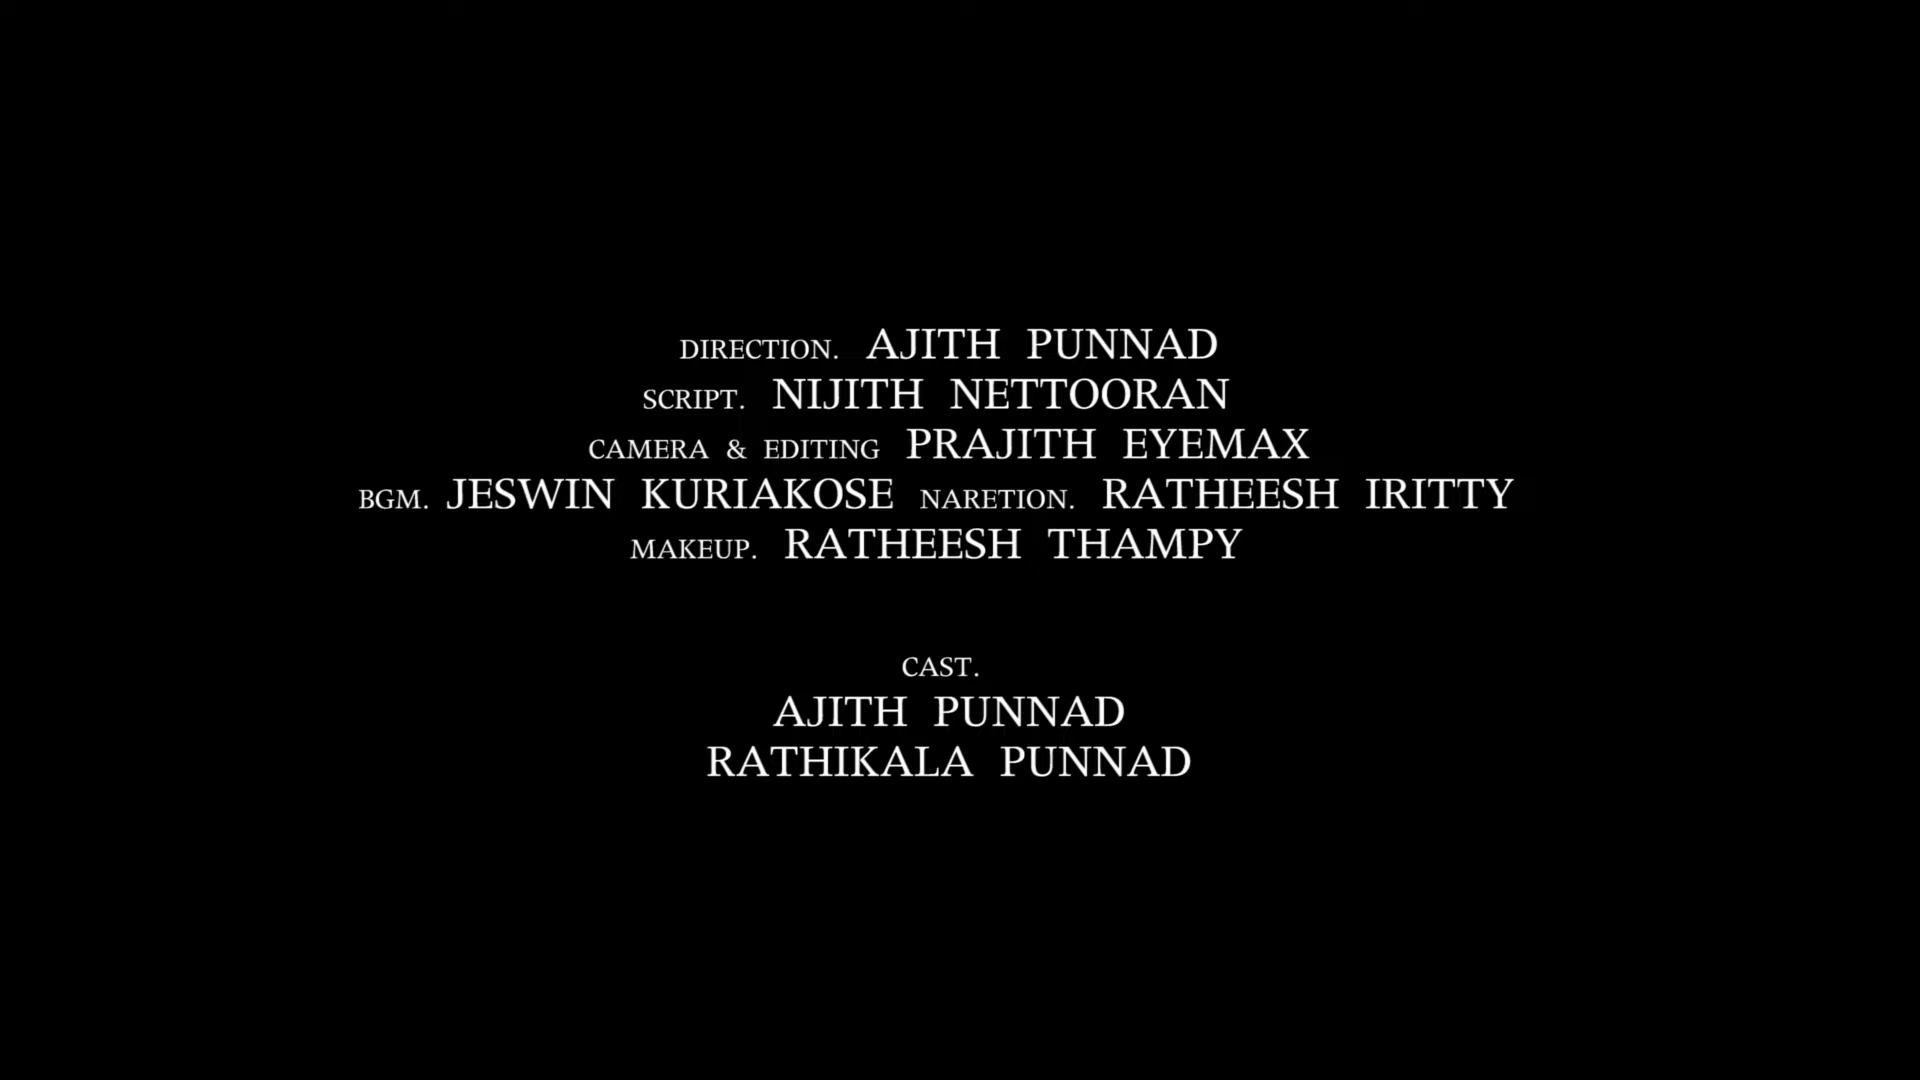 DIRECTION. AJITH PUNNAD
SCRIPT. NIJITH NETTOORAN
CAMERA & EDITING PRAJITH EYEMAX
BGM. JESWIN KURIAKOSE NARETION. RATHEESH IRITTY
MAKEUP. RATHEESH THAMPY
CAST.
AJITH PUNNAD
RATHIKALA PUNNAD